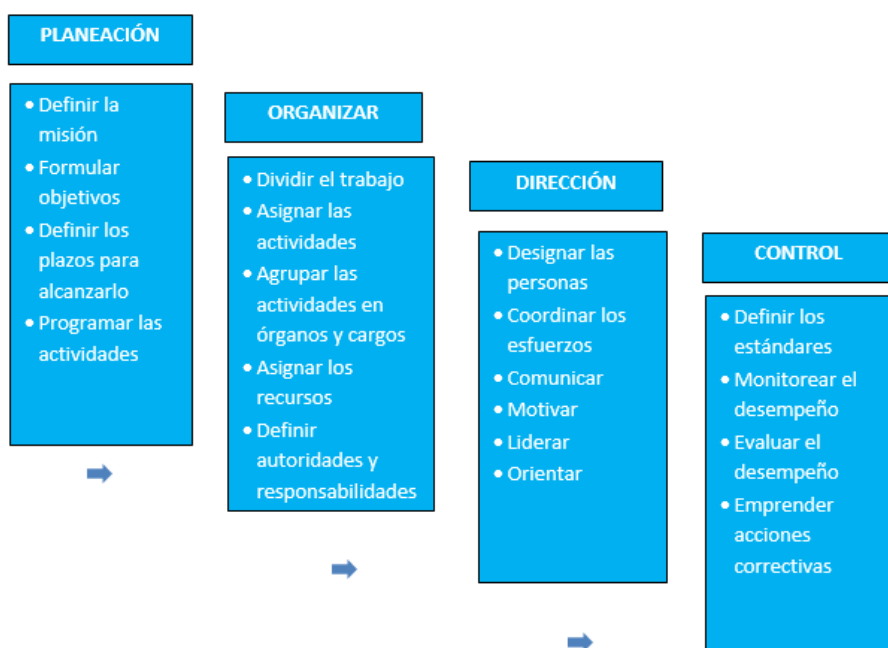 PLANEACIÓN
• Definir la
misión
• Formular
objetivos
• Definir los
plazos para
alcanzarlo
• Programar las
actividades
ORGANIZAR
• Dividir el trabajo
• Asignar las
actividades
• Agrupar las
actividades en
órganos y cargos
• Asignar los
recursos
• Definir
autoridades y
responsabilidades
DIRECCIÓN
• Designar las
personas
• Coordinar los
esfuerzos
• Comunicar
• Motivar
• Liderar
• Orientar
CONTROL
• Definir los
estándares
• Monitorear el
desempeño
• Evaluar el
desempeño
• Emprender
acciones
correctivas